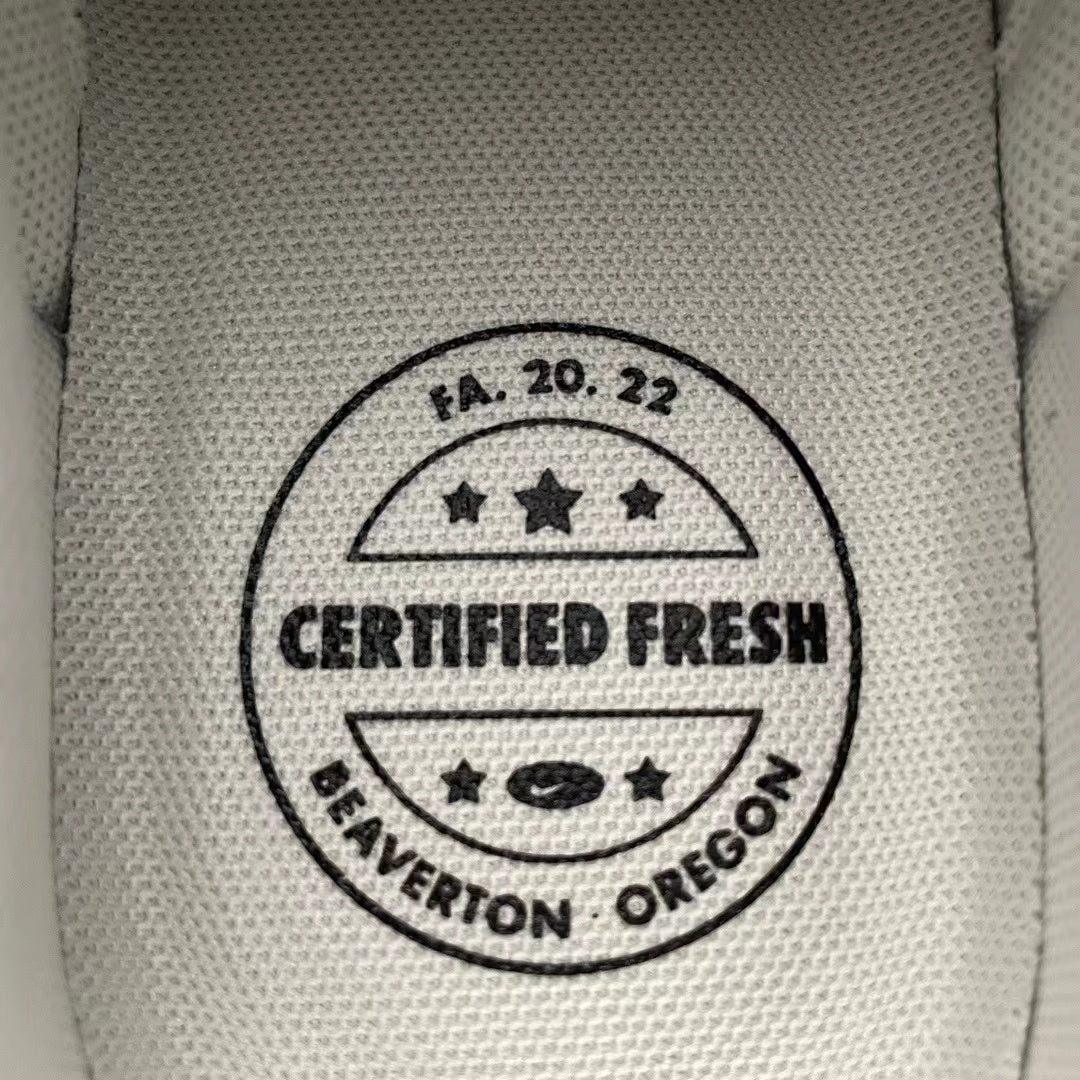 FA. 20. 22
CERTIFIED FRESH
BEAVERTON · OREGON